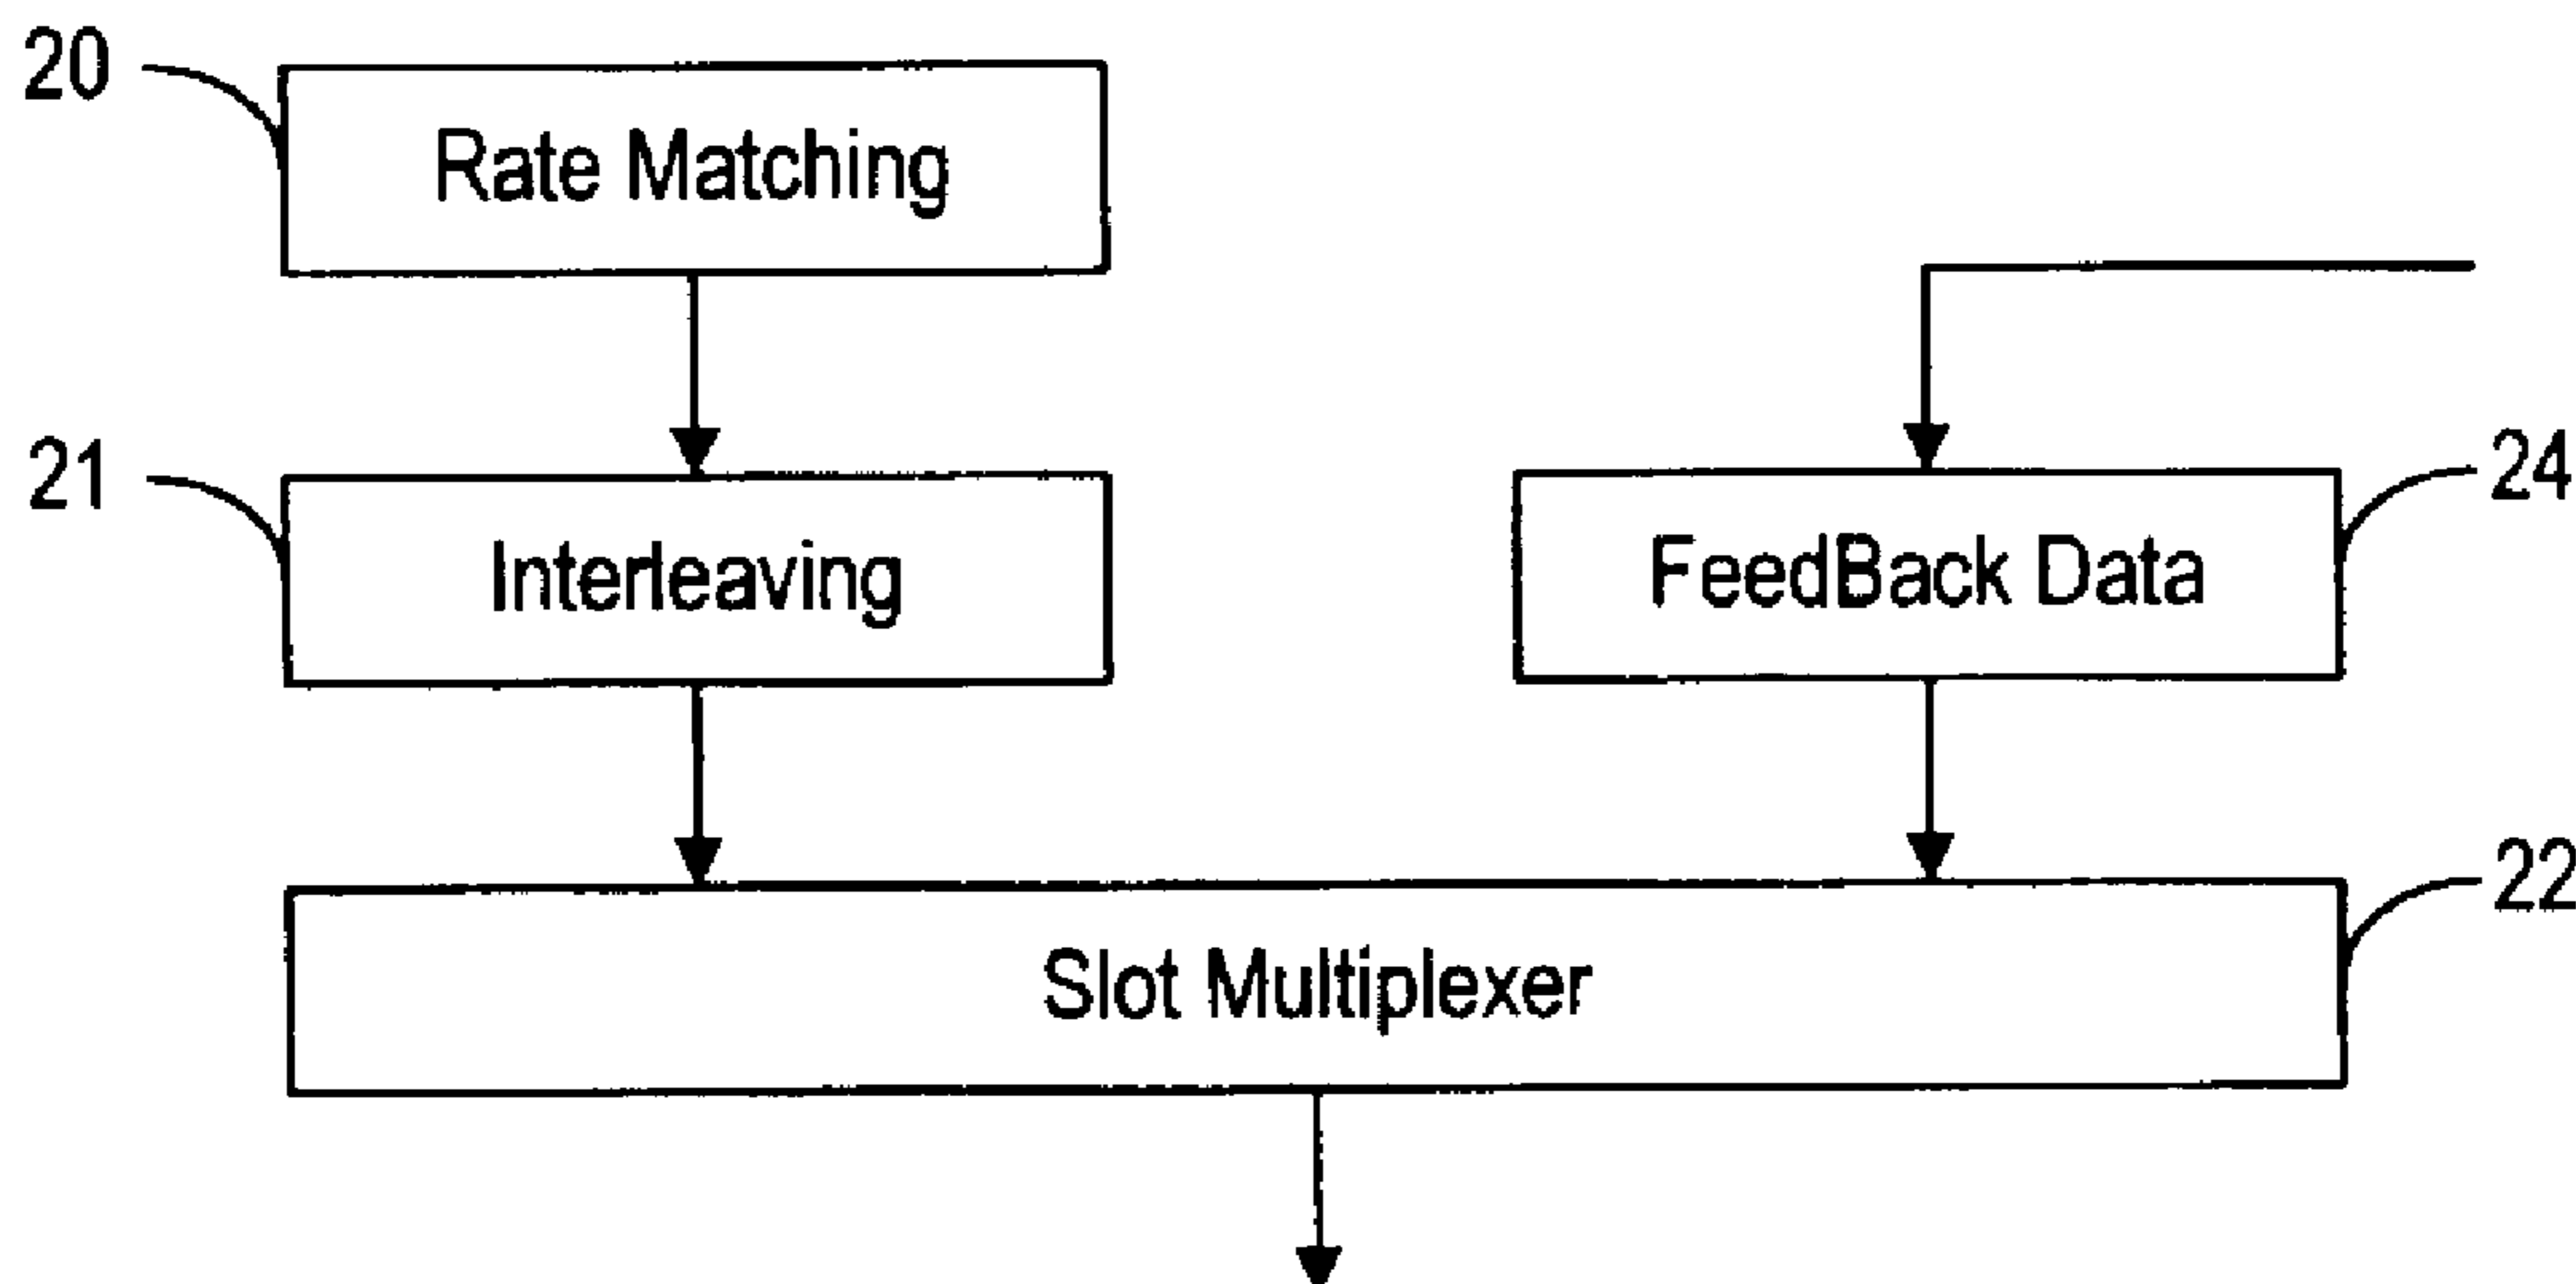 20
Rate Matching
21
Interleaving
FeedBack Data
24
Slot Multiplexer
22